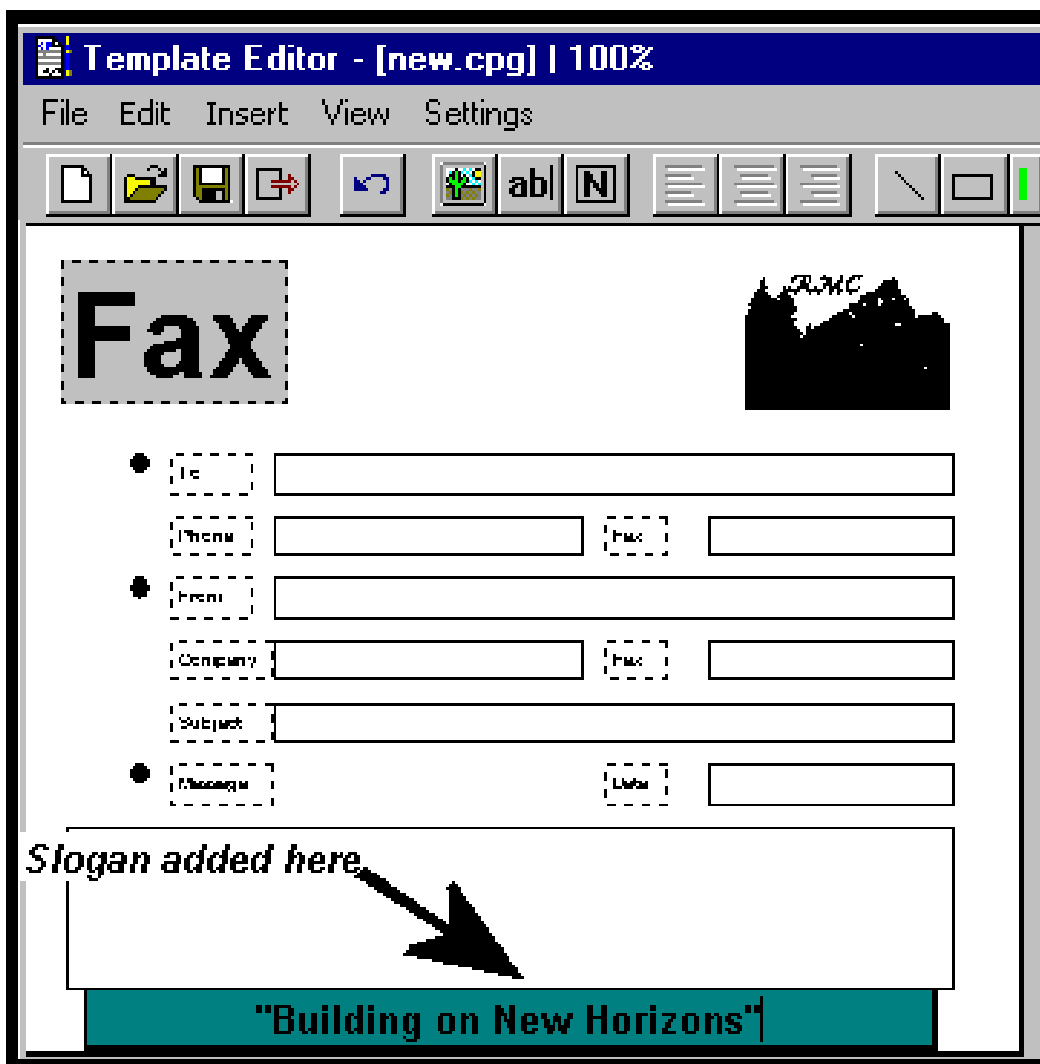 Template Editor - [new.cpg] | 100%
File Edit Insert View Settings
ab| N
Fax
RMC
To
Phone Fax
From
Company Fax
Subject
Message Date
Slogan added here
"Building on New Horizons"